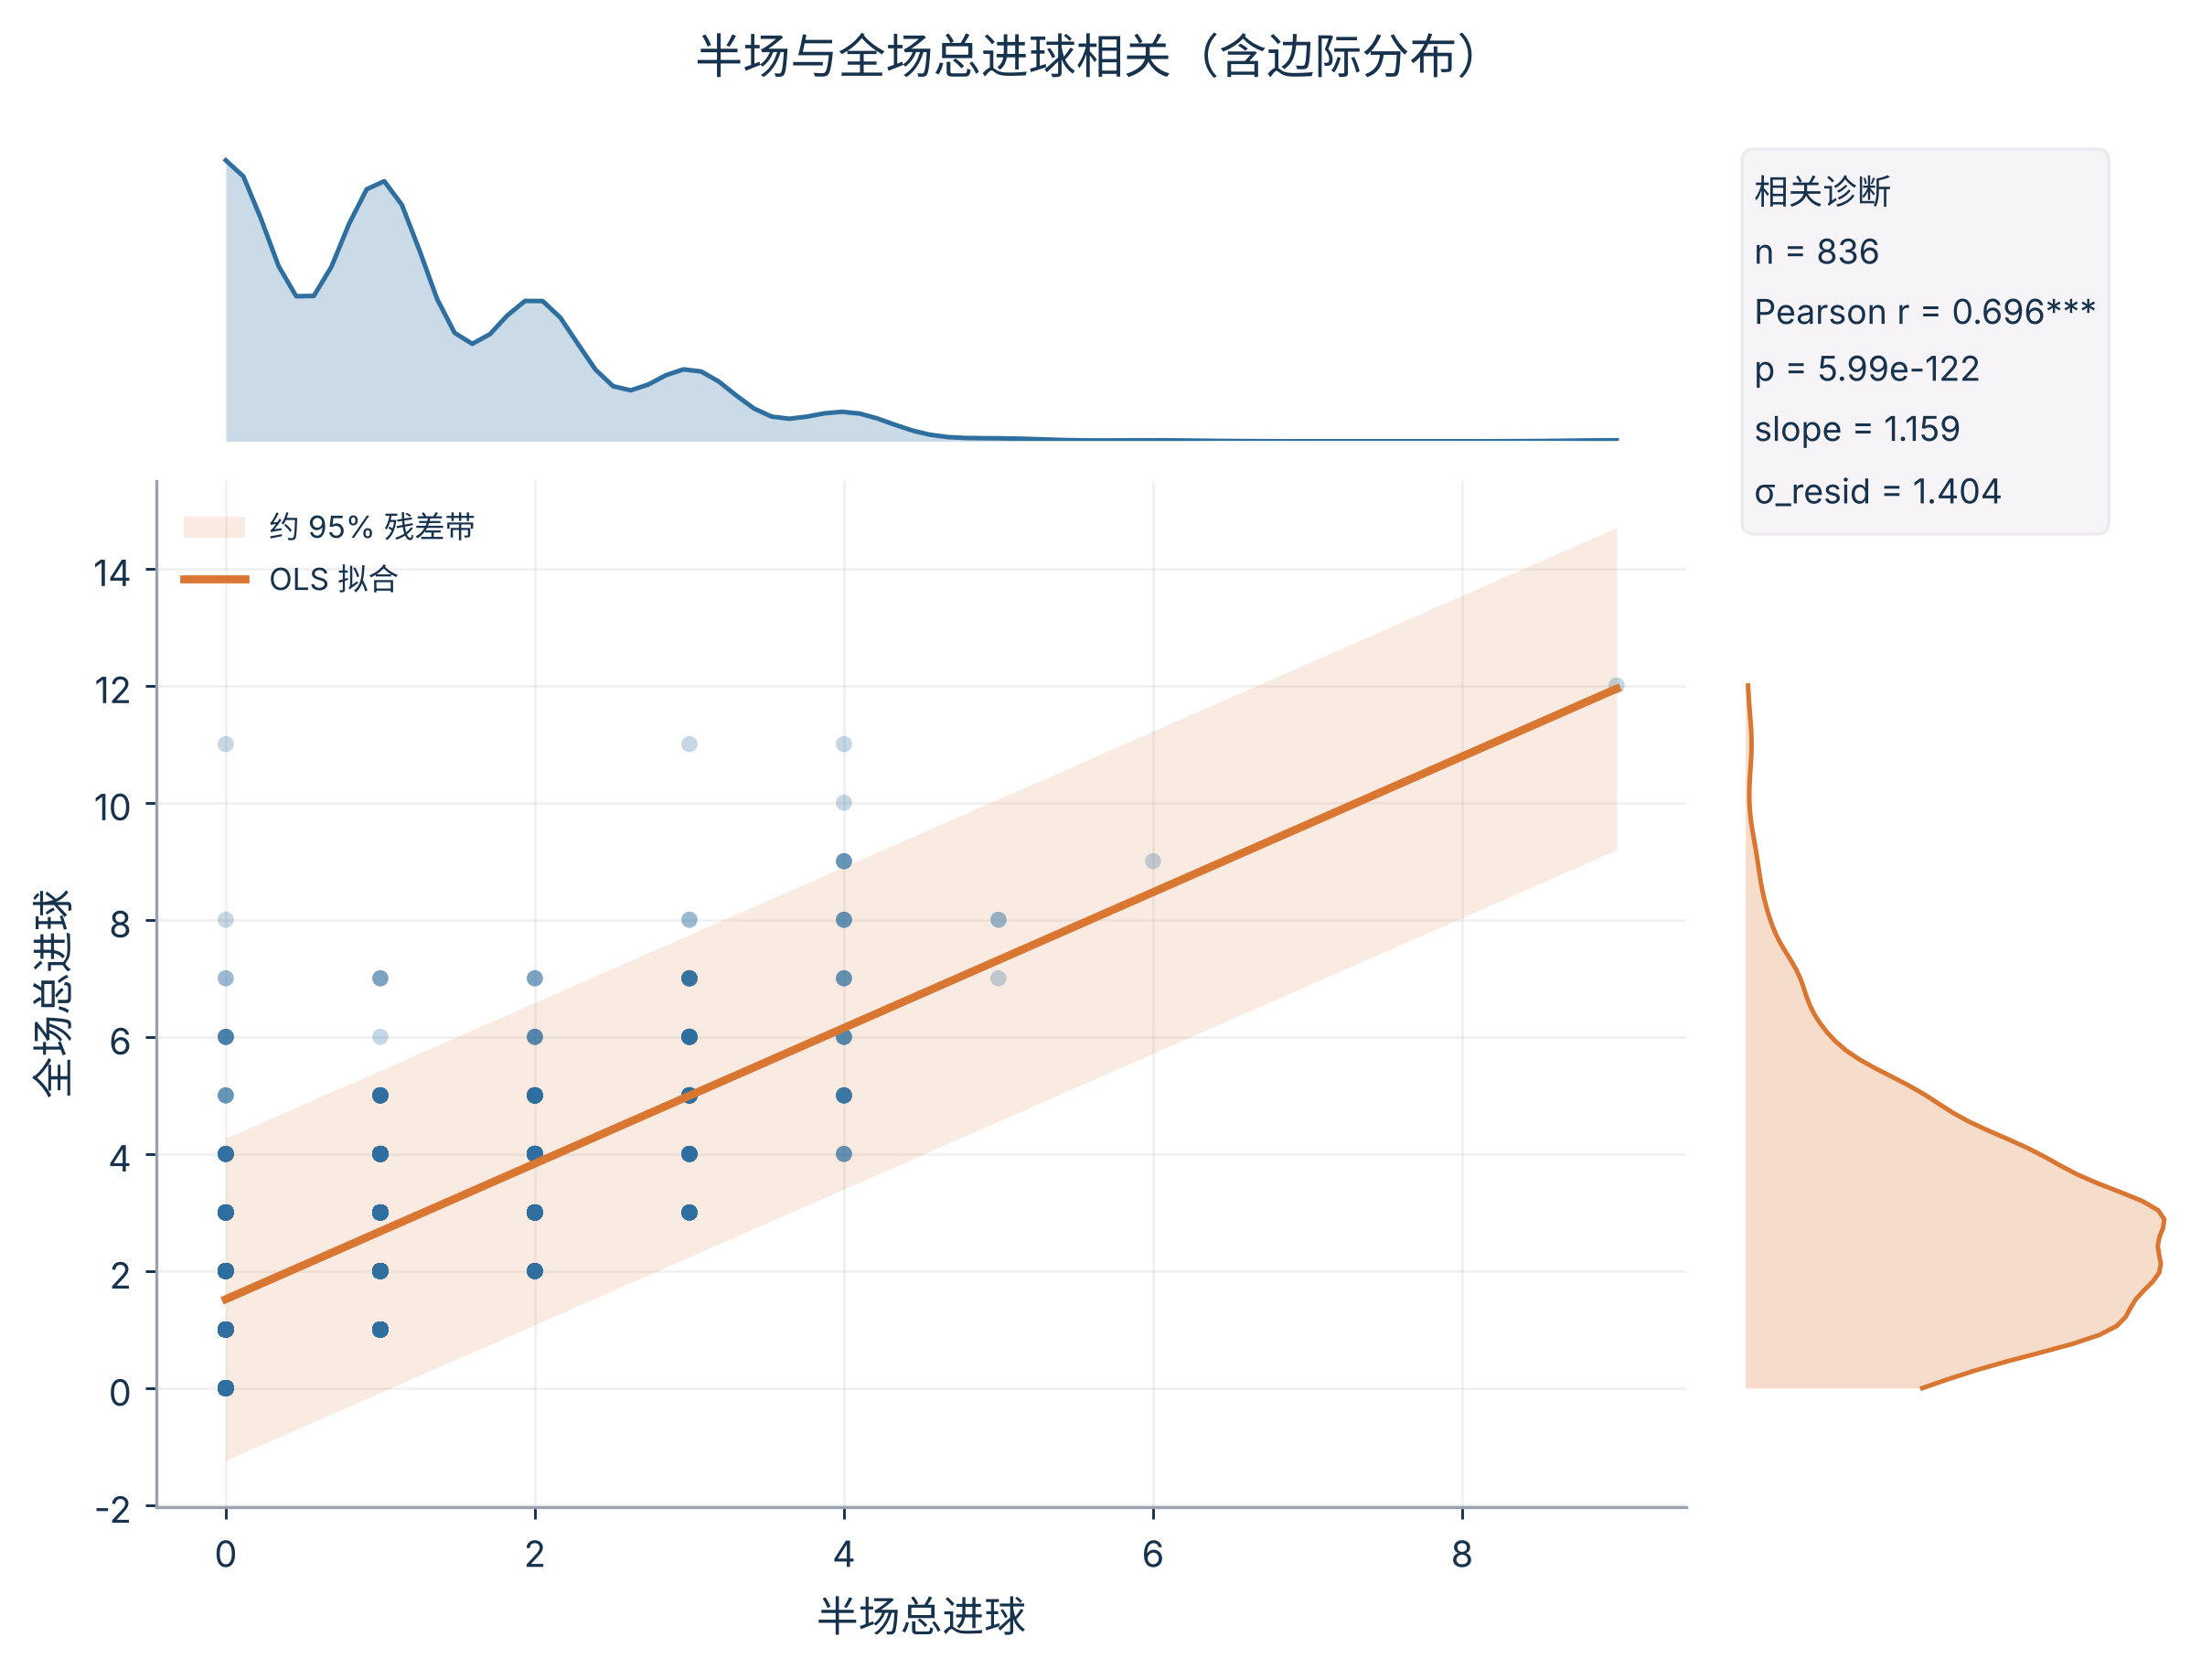 半场与全场总进球相关（含边际分布）
相关诊断
n = 836
Pearson r = 0.696***
p = 5.99e-122
slope = 1.159
σ_resid = 1.404
约 95% 残差带
OLS 拟合
14
12
10
8
6
4
2
0
-2
全场总进球
0 2 4 6 8
半场总进球